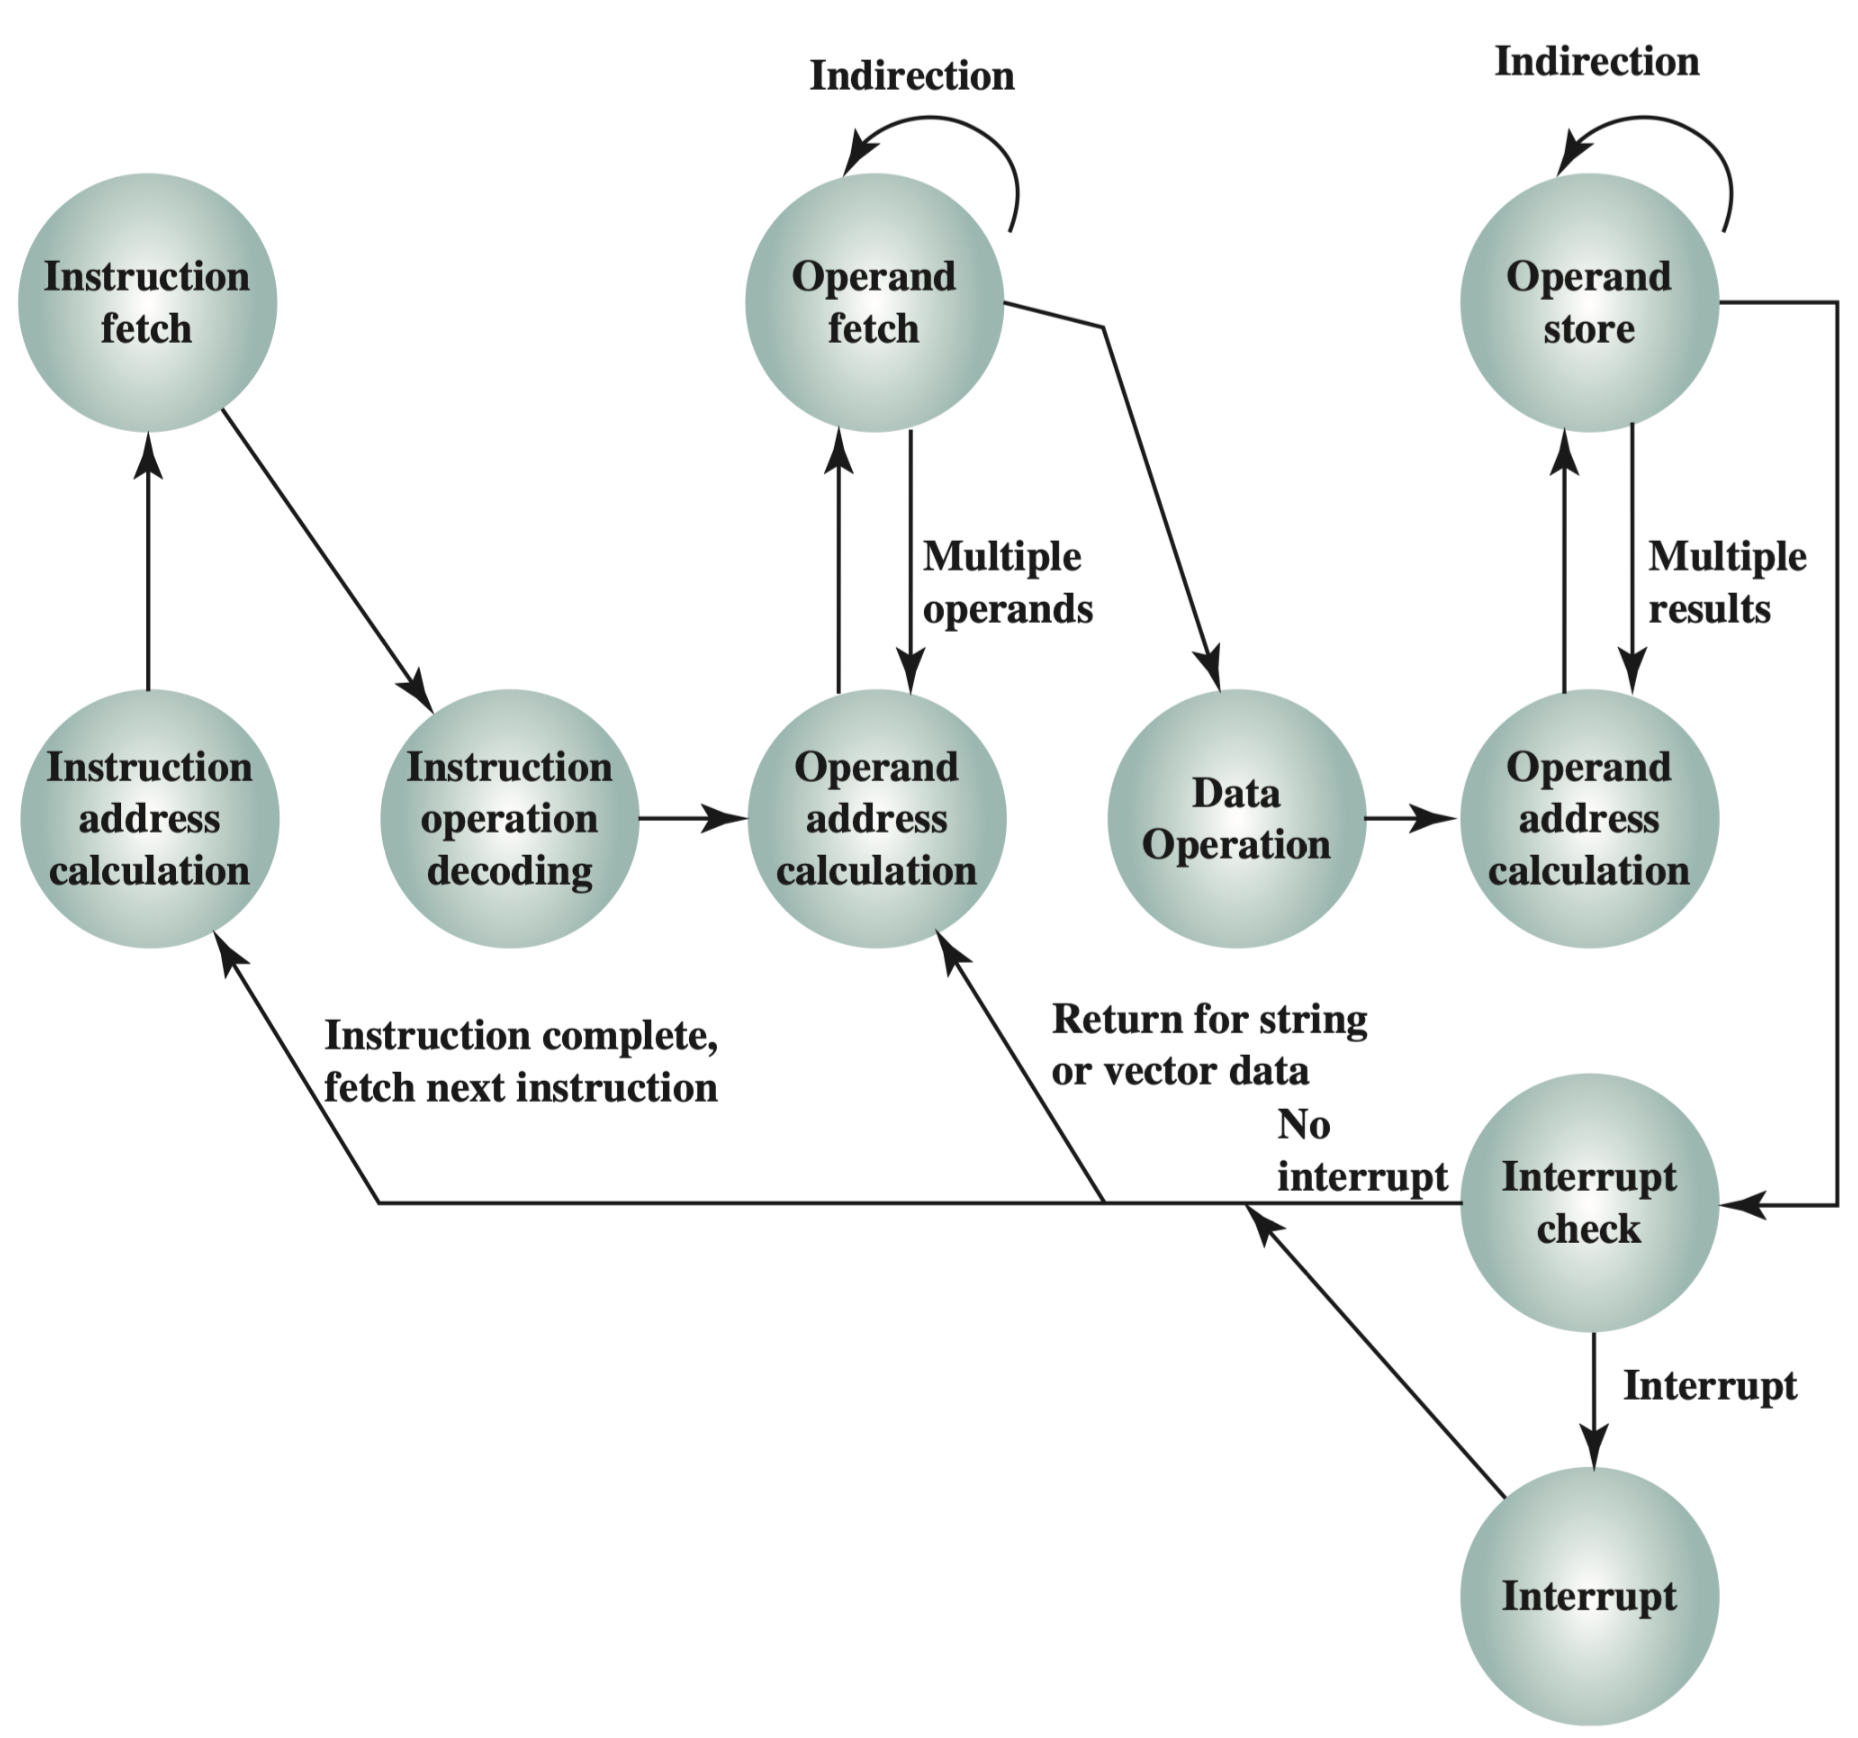 Indirection
Indirection
Instruction
fetch
Operand
fetch
Operand
store
Multiple
operands
Multiple
results
Instruction
address
calculation
Instruction
operation
decoding
Operand
address
calculation
Data
Operation
Operand
address
calculation
Instruction complete,
fetch next instruction
Return for string
or vector data
No
interrupt
Interrupt
check
Interrupt
Interrupt